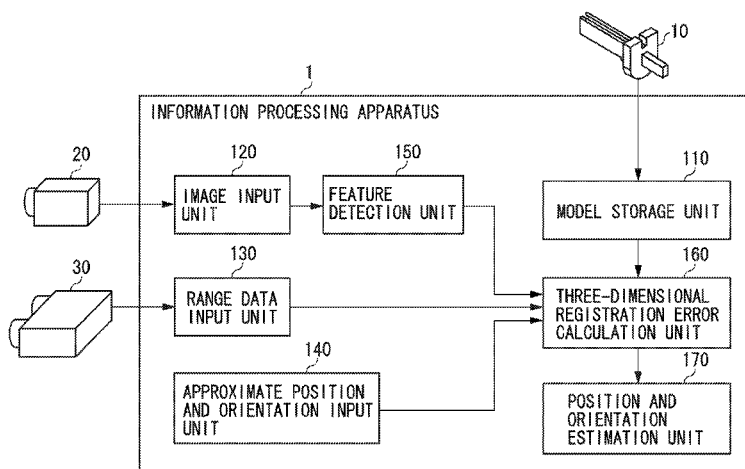 10
1
INFORMATION PROCESSING APPARATUS
20
120
150
110
IMAGE INPUT
UNIT
FEATURE
DETECTION UNIT
MODEL STORAGE UNIT
30
130
160
RANGE DATA
INPUT UNIT
THREE-DIMENSIONAL
REGISTRATION ERROR
CALCULATION UNIT
140
170
APPROXIMATE POSITION
AND ORIENTATION INPUT
UNIT
POSITION AND
ORIENTATION
ESTIMATION UNIT